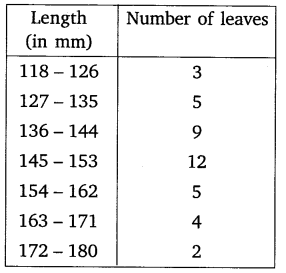 Length Number of leaves
(in mm)
118 – 126 3
127 – 135 5
136 – 144 9
145 – 153 12
154 – 162 5
163 – 171 4
172 – 180 2